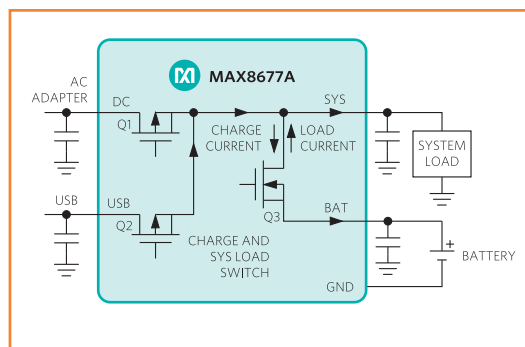 MAX8677A
AC
ADAPTER
DC
Q1
SYS
CHARGE
CURRENT
LOAD
CURRENT
SYSTEM
LOAD
USB
USB
Q2
Q3
BAT
CHARGE AND
SYS LOAD
SWITCH
+
BATTERY
GND